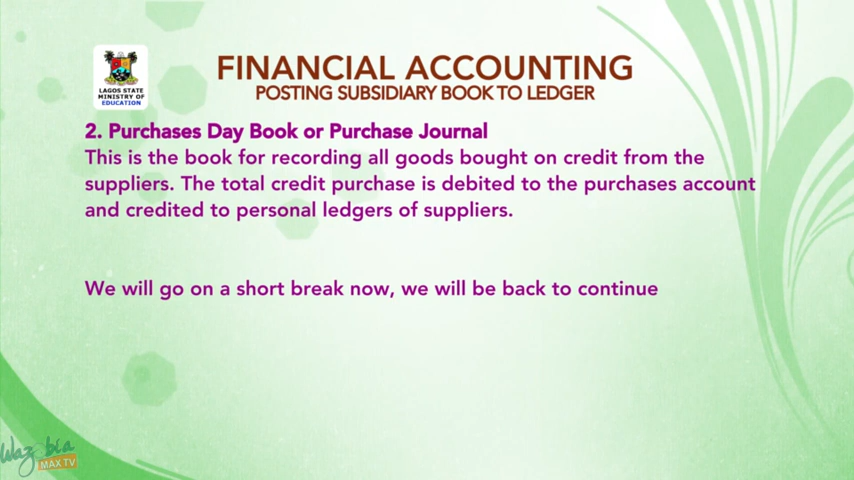 FINANCIAL ACCOUNTING
POSTING SUBSIDIARY BOOK TO LEDGER
LAGOS STATE
MINISTRY OF
EDUCATION
2. Purchases Day Book or Purchase Journal
This is the book for recording all goods bought on credit from the
suppliers. The total credit purchase is debited to the purchases account
and credited to personal ledgers of suppliers.
We will go on a short break now, we will be back to continue
Wazobia
MAX TV